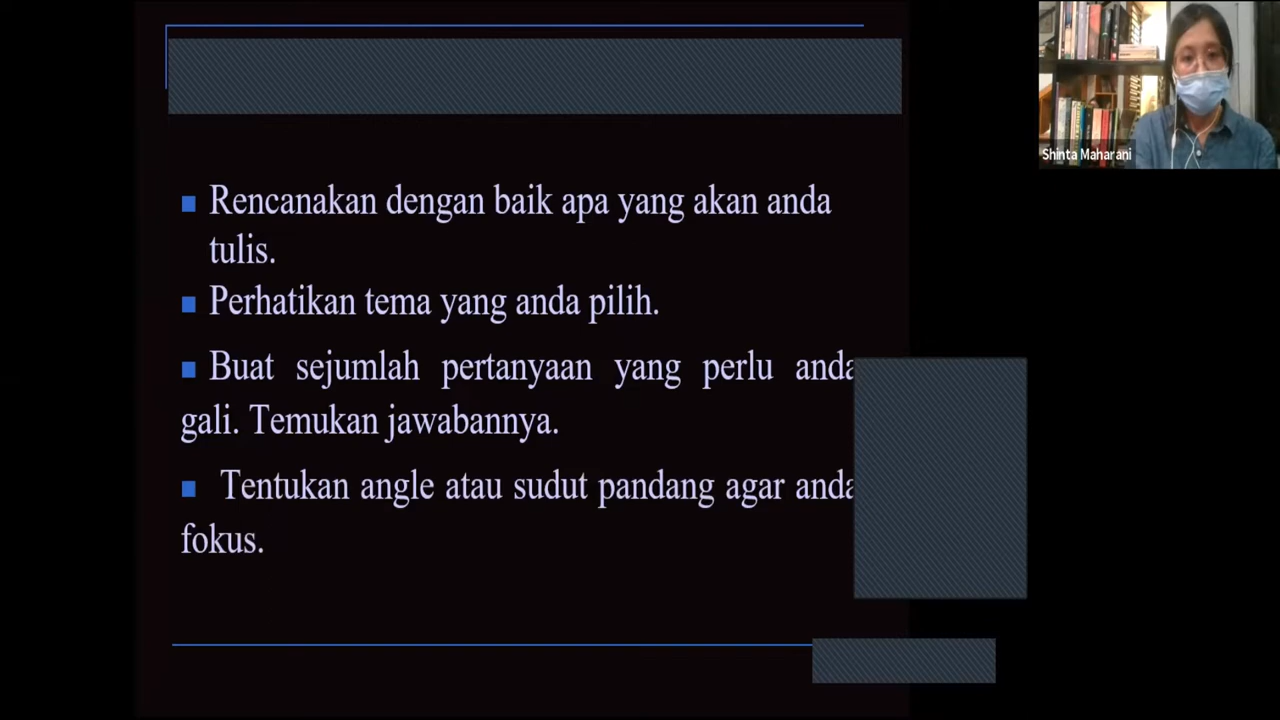 Shinta Maharani
Rencanakan dengan baik apa yang akan anda
tulis.
Perhatikan tema yang anda pilih.
Buat sejumlah pertanyaan yang perlu anda
gali. Temukan jawabannya.
Tentukan angle atau sudut pandang agar anda
fokus.